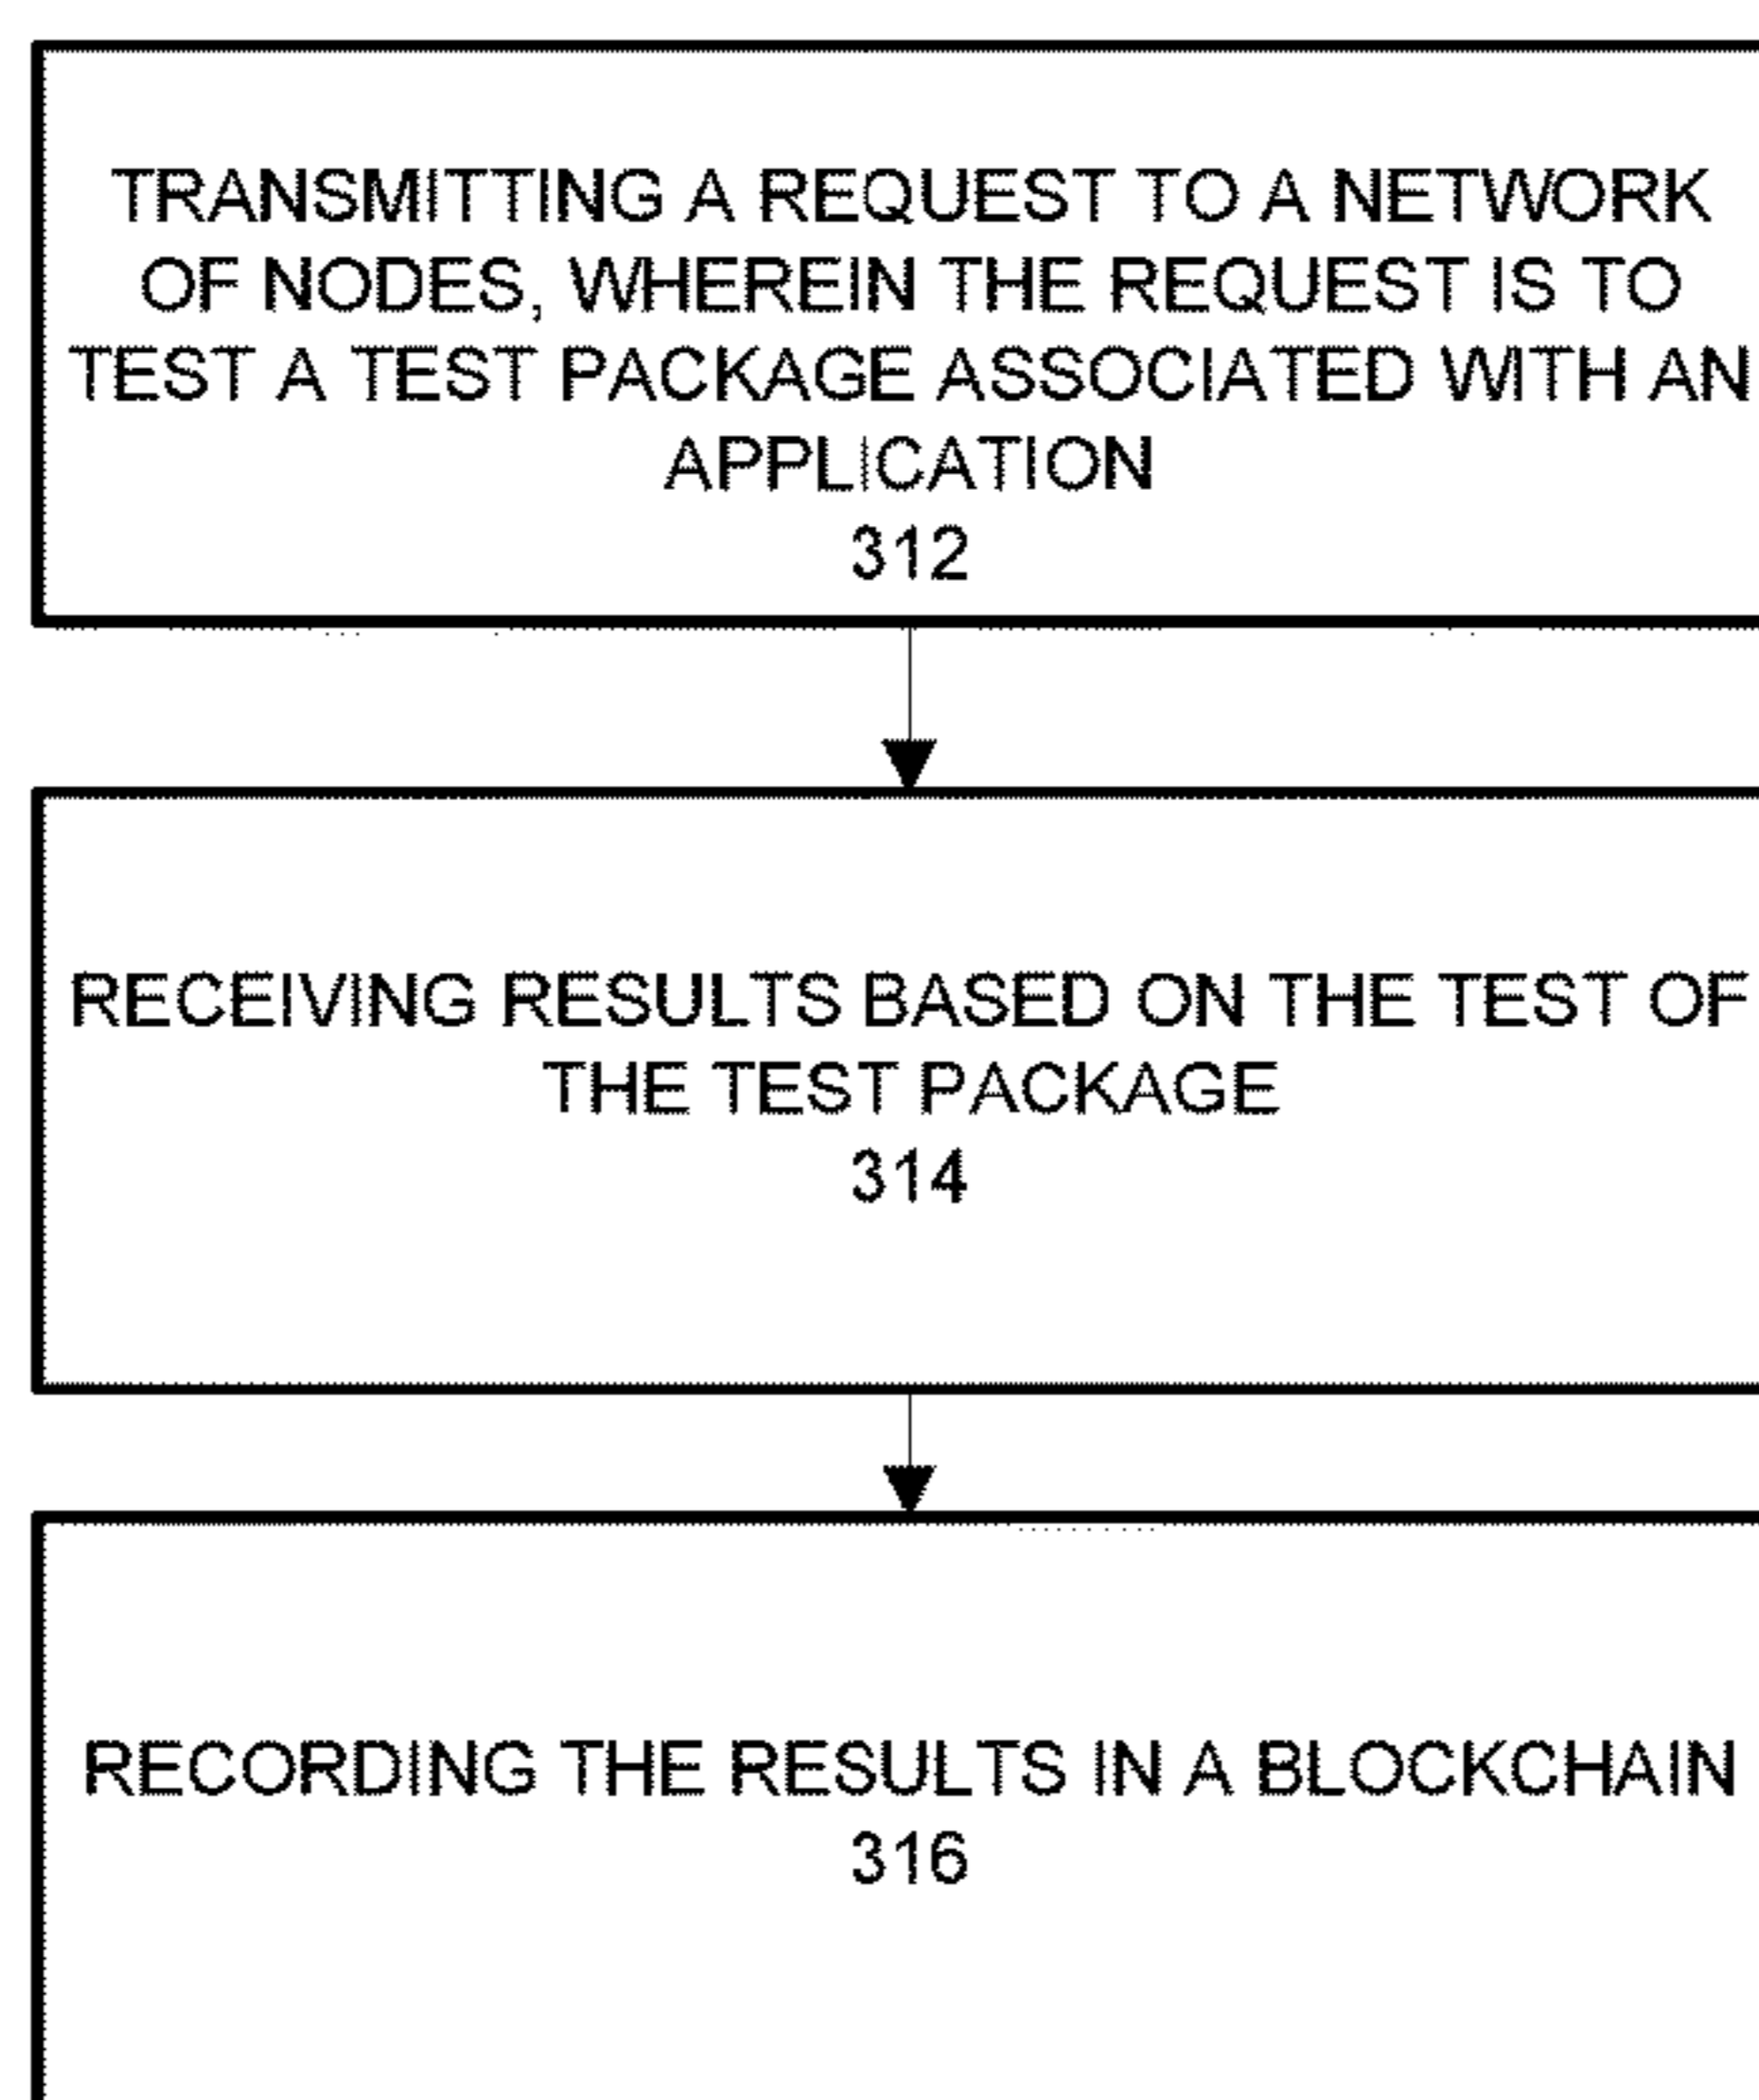 TRANSMITTING A REQUEST TO A NETWORK
OF NODES, WHEREIN THE REQUEST IS TO
TEST A TEST PACKAGE ASSOCIATED WITH AN
APPLICATION
312
RECEIVING RESULTS BASED ON THE TEST OF
THE TEST PACKAGE
314
RECORDING THE RESULTS IN A BLOCKCHAIN
316